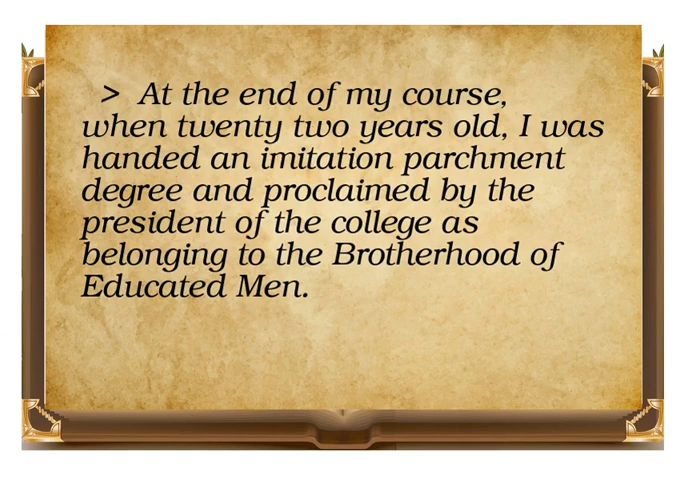 > At the end of my course,
when twenty two years old, I was
handed an imitation parchment
degree and proclaimed by the
president of the college as
belonging to the Brotherhood of
Educated Men.